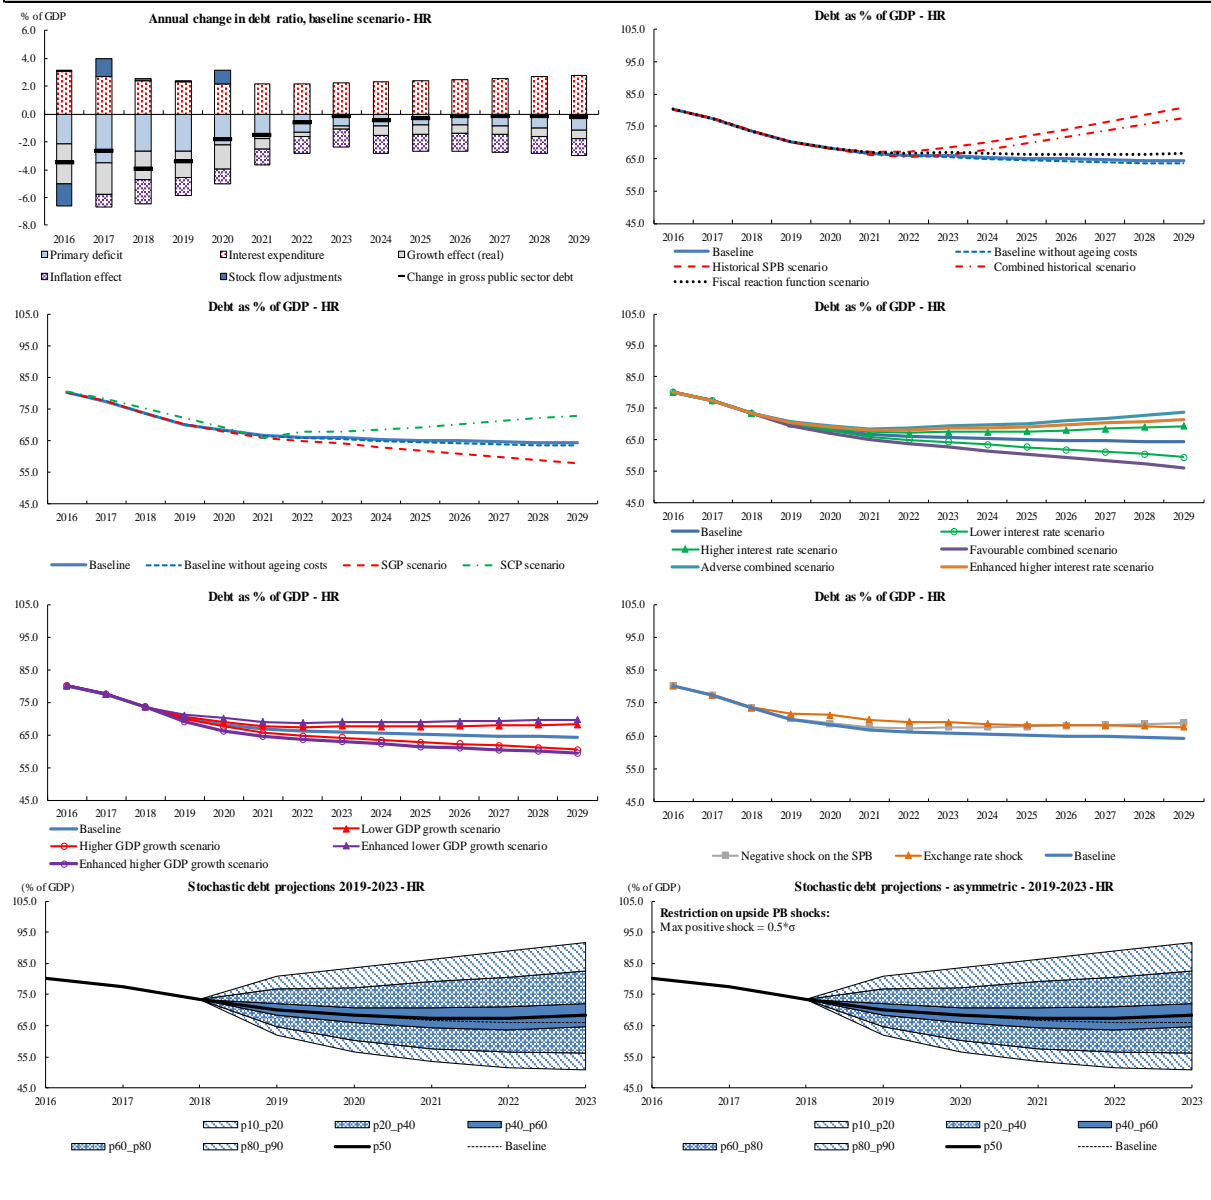 % of GDP
Annual change in debt ratio, baseline scenario - HR
6.0
4.0
2.0
0.0
-2.0
-4.0
-6.0
-8.0
2016 2017 2018 2019 2020 2021 2022 2023 2024 2025 2026 2027 2028 2029
Primary deficit Interest expenditure Growth effect (real)
Inflation effect Stock flow adjustments Change in gross public sector debt
Debt as % of GDP - HR
105.0
95.0
85.0
75.0
65.0
55.0
45.0
2016 2017 2018 2019 2020 2021 2022 2023 2024 2025 2026 2027 2028 2029
Baseline Baseline without ageing costs
Historical SPB scenario Combined historical scenario
Fiscal reaction function scenario
Debt as % of GDP - HR
105.0
95.0
85.0
75.0
65.0
55.0
45.0
2016 2017 2018 2019 2020 2021 2022 2023 2024 2025 2026 2027 2028 2029
Baseline Baseline without ageing costs SGP scenario SCP scenario
Debt as % of GDP - HR
105.0
95.0
85.0
75.0
65.0
55.0
45.0
2016 2017 2018 2019 2020 2021 2022 2023 2024 2025 2026 2027 2028 2029
Baseline Lower interest rate scenario
Higher interest rate scenario Favourable combined scenario
Adverse combined scenario Enhanced higher interest rate scenario
Debt as % of GDP - HR
105.0
95.0
85.0
75.0
65.0
55.0
45.0
2016 2017 2018 2019 2020 2021 2022 2023 2024 2025 2026 2027 2028 2029
Baseline Lower GDP growth scenario
Higher GDP growth scenario Enhanced lower GDP growth scenario
Enhanced higher GDP growth scenario
Debt as % of GDP - HR
105.0
95.0
85.0
75.0
65.0
55.0
45.0
2016 2017 2018 2019 2020 2021 2022 2023 2024 2025 2026 2027 2028 2029
Negative shock on the SPB Exchange rate shock Baseline
(% of GDP)
Stochastic debt projections 2019-2023 - HR
105.0
95.0
85.0
75.0
65.0
55.0
45.0
2016 2017 2018 2019 2020 2021 2022 2023
p10_p20 p20_p40 p40_p60
p60_p80 p80_p90 p50 Baseline
(% of GDP)
Stochastic debt projections - asymmetric - 2019-2023 - HR
Restriction on upside PB shocks:
Max positive shock = 0.5*σ
105.0
95.0
85.0
75.0
65.0
55.0
45.0
2016 2017 2018 2019 2020 2021 2022 2023
p10_p20 p20_p40 p40_p60
p60_p80 p80_p90 p50 Baseline